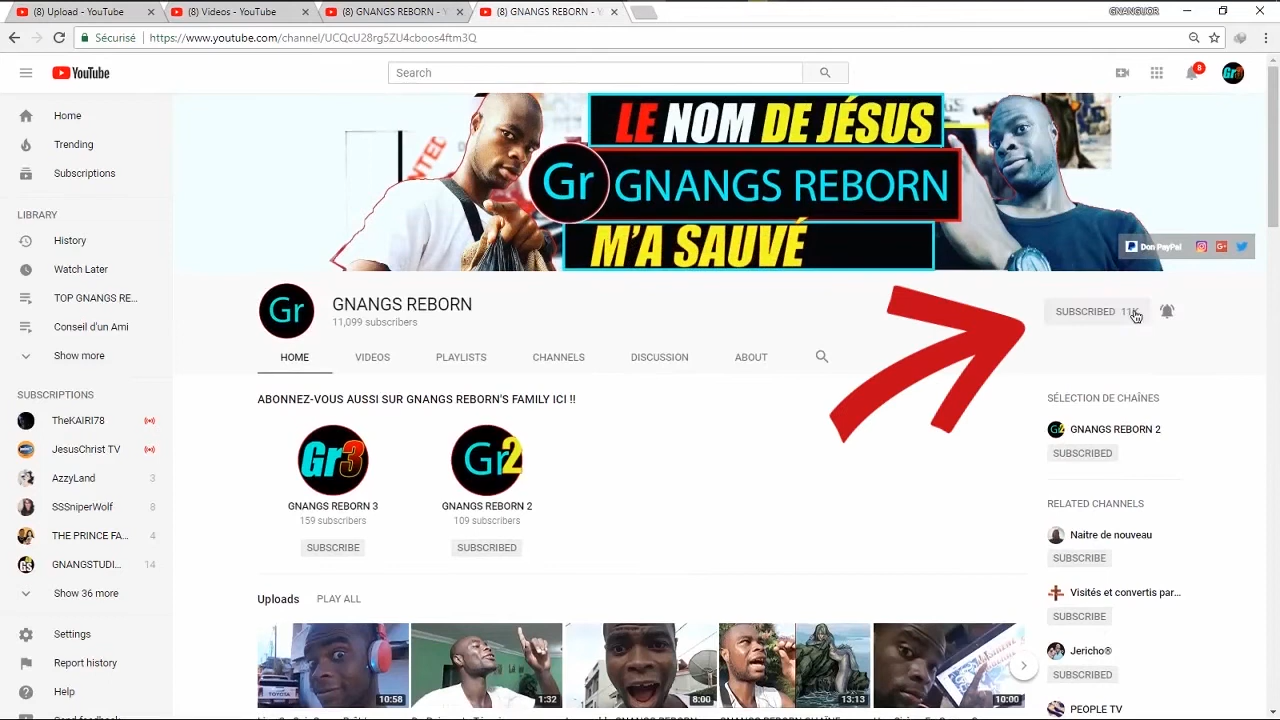 (8) Upload - YouTube
(8) Videos - YouTube
(8) GNANGS REBORN - Y
(8) GNANGS REBORN - Y
GNANGUOR
Sécurisé
https://www.youtube.com/channel/UCQcU28rg5ZU4cboos4ftm3Q
YouTube
Search
8
Gr3
Home
Trending
Subscriptions
LIBRARY
History
Watch Later
TOP GNANGS RE...
Conseil d'un Ami
Show more
SUBSCRIPTIONS
TheKAIRI78
JesusChrist TV
AzzyLand 3
SSSniperWolf 8
THE PRINCE FA... 4
GNANGSTUDI... 14
Show 36 more
Settings
Report history
Help
Send feedback
LE NOM DE JÉSUS
Gr GNANGS REBORN
M'A SAUVÉ
Don PayPal
Gr
GNANGS REBORN
11,099 subscribers
SUBSCRIBED
HOME
VIDEOS
PLAYLISTS
CHANNELS
DISCUSSION
ABOUT
ABONNEZ-VOUS AUSSI SUR GNANGS REBORN'S FAMILY ICI !!
Gr3
GNANGS REBORN 3
159 subscribers
SUBSCRIBE
Gr2
GNANGS REBORN 2
109 subscribers
SUBSCRIBED
Uploads
PLAY ALL
TOYOTA
10:58
1:32
8:00
13:13
10:00
SÉLECTION DE CHAÎNES
GNANGS REBORN 2
SUBSCRIBED
RELATED CHANNELS
Naitre de nouveau
SUBSCRIBE
Visités et convertis par...
SUBSCRIBE
Jericho®
SUBSCRIBED
PEOPLE TV